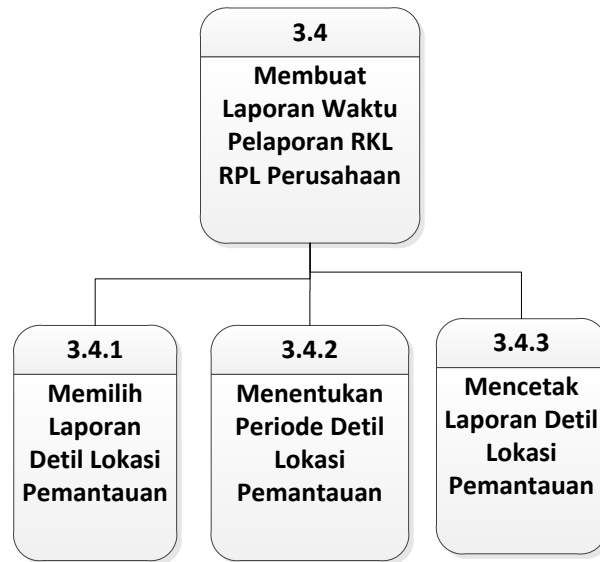 3.4
Membuat
Laporan Waktu
Pelaporan RKL
RPL Perusahaan
3.4.1
Memilih
Laporan
Detil Lokasi
Pemantauan
3.4.2
Menentukan
Periode Detil
Lokasi
Pemantauan
3.4.3
Mencetak
Laporan Detil
Lokasi
Pemantauan